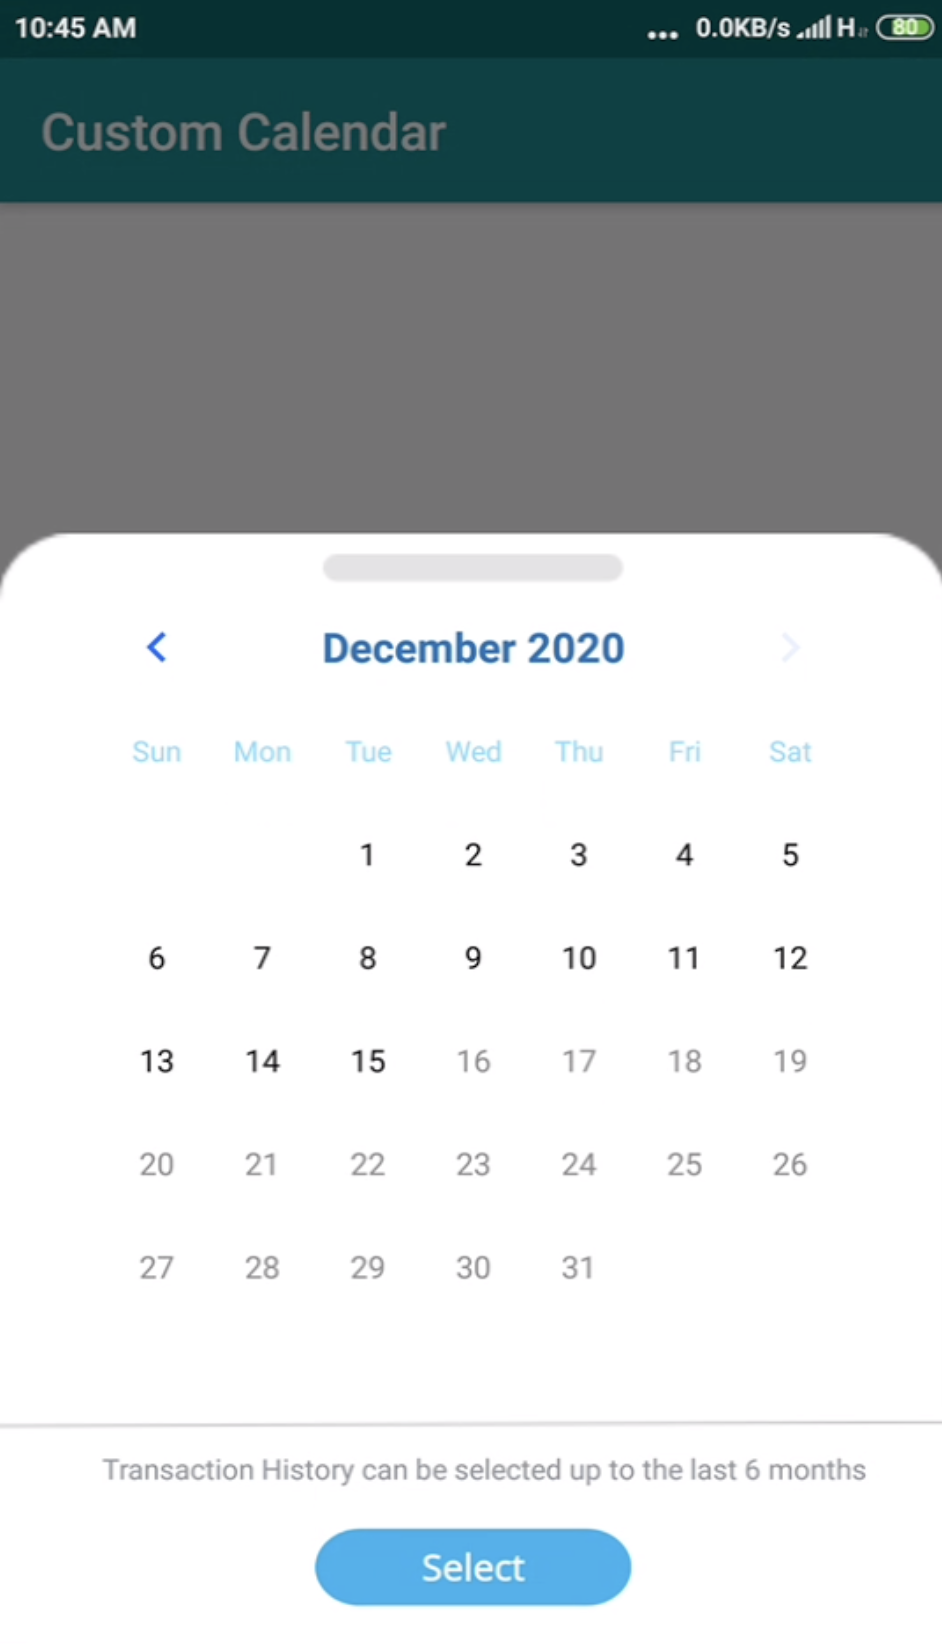 10:45 AM ... 0.0KB/s H 80
Custom Calendar
December 2020
Sun Mon Tue Wed Thu Fri Sat
1 2 3 4 5
6 7 8 9 10 11 12
13 14 15 16 17 18 19
20 21 22 23 24 25 26
27 28 29 30 31
Transaction History can be selected up to the last 6 months
Select